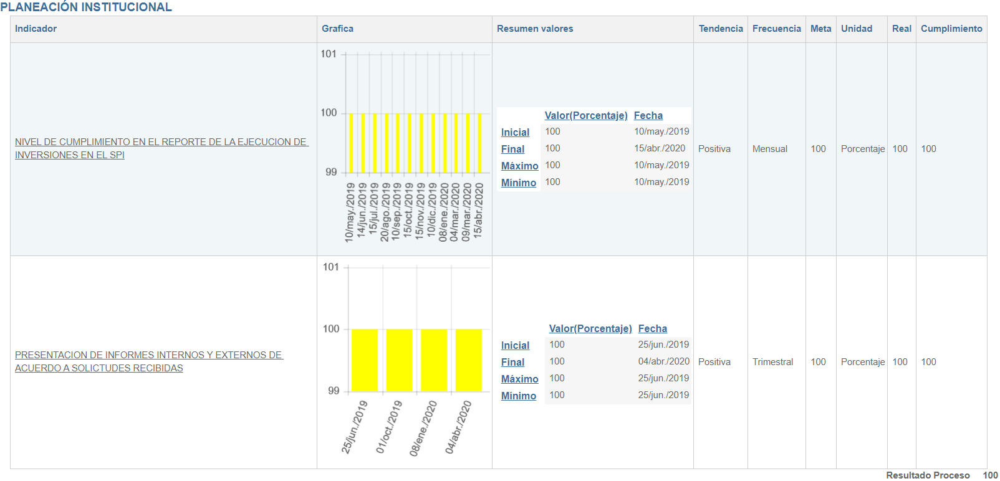 PLANEACIÓN INSTITUCIONAL
Indicador Grafica Resumen valores Tendencia Frecuencia Meta Unidad Real Cumplimiento
NIVEL DE CUMPLIMIENTO EN EL REPORTE DE LA EJECUCION DE
INVERSIONES EN EL SPI
101
100
99
10/may./2019
14/jun./2019
15/jul./2019
20/ago./2019
10/sep./2019
15/oct./2019
15/nov./2019
10/dic./2019
08/ene./2020
04/mar./2020
09/mar./2020
15/abr./2020
Valor(Porcentaje) Fecha
Inicial 100 10/may./2019
Final 100 15/abr./2020
Máximo 100 10/may./2019
Mínimo 100 10/may./2019
Positiva Mensual 100 Porcentaje 100 100
PRESENTACION DE INFORMES INTERNOS Y EXTERNOS DE
ACUERDO A SOLICTUDES RECIBIDAS
101
100
99
25/jun./2019
01/oct./2019
08/ene./2020
04/abr./2020
Valor(Porcentaje) Fecha
Inicial 100 25/jun./2019
Final 100 04/abr./2020
Máximo 100 25/jun./2019
Mínimo 100 25/jun./2019
Positiva Trimestral 100 Porcentaje 100 100
Resultado Proceso 100